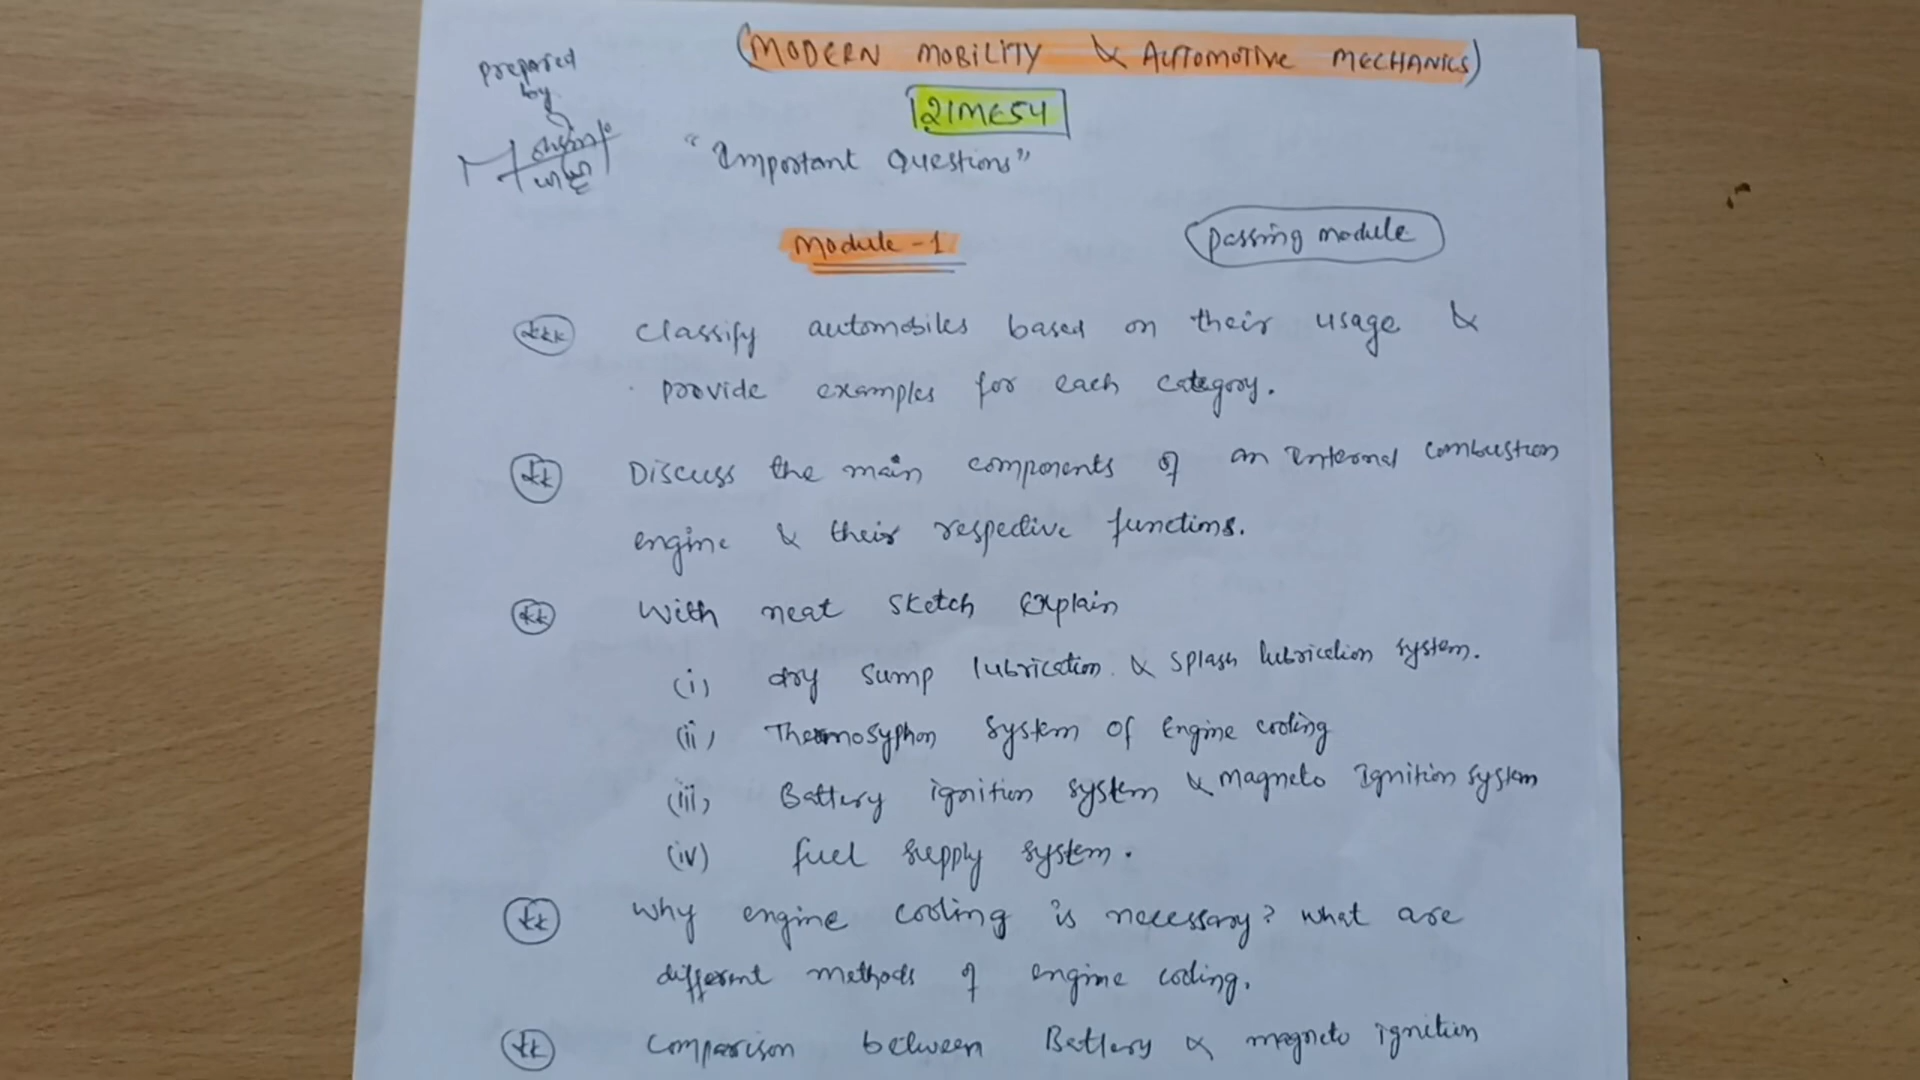 (MODERN MOBILITY & AUTOMOTIVE MECHANICS)
prepared
by
21ME54
"Important Questions"
Module - 1
passing module
*** Classify automobiles based on their usage &
provide examples for each category.
** Discuss the main components of an Internal combustion
engine & their respective functions.
** With neat sketch Explain
(i) dry sump lubrication & splash lubrication system.
(ii) Thermosyphon system of Engine cooling
(iii) Battery ignition system & magneto Ignition system
(iv) fuel supply system.
** Why engine cooling is necessary? what are
different methods of engine cooling.
** Comparison between Battery & magneto ignition